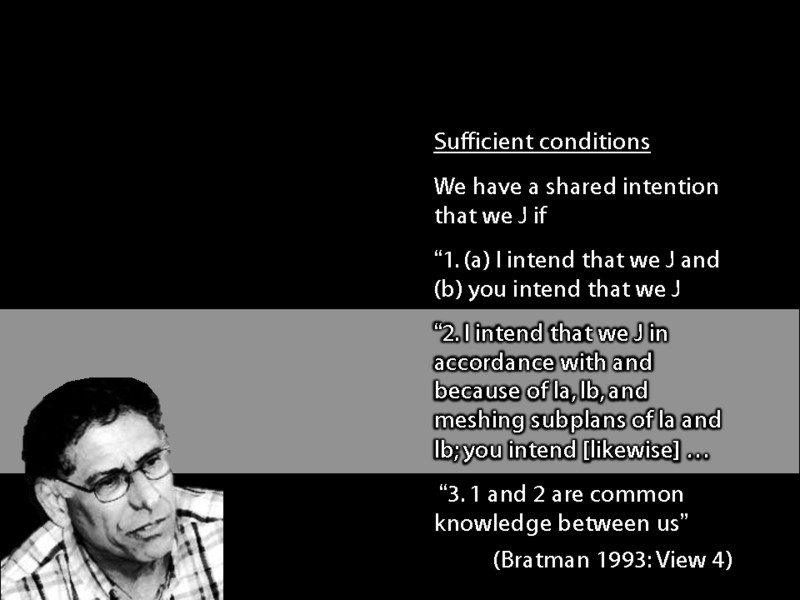 Sufficient conditions
We have a shared intention
that we J if
“1. (a) I intend that we J and
(b) you intend that we J
“2. I intend that we J in
accordance with and
because of la, lb, and
meshing subplans of la and
lb; you intend [likewise] …
“3. 1 and 2 are common
knowledge between us”
(Bratman 1993: View 4)